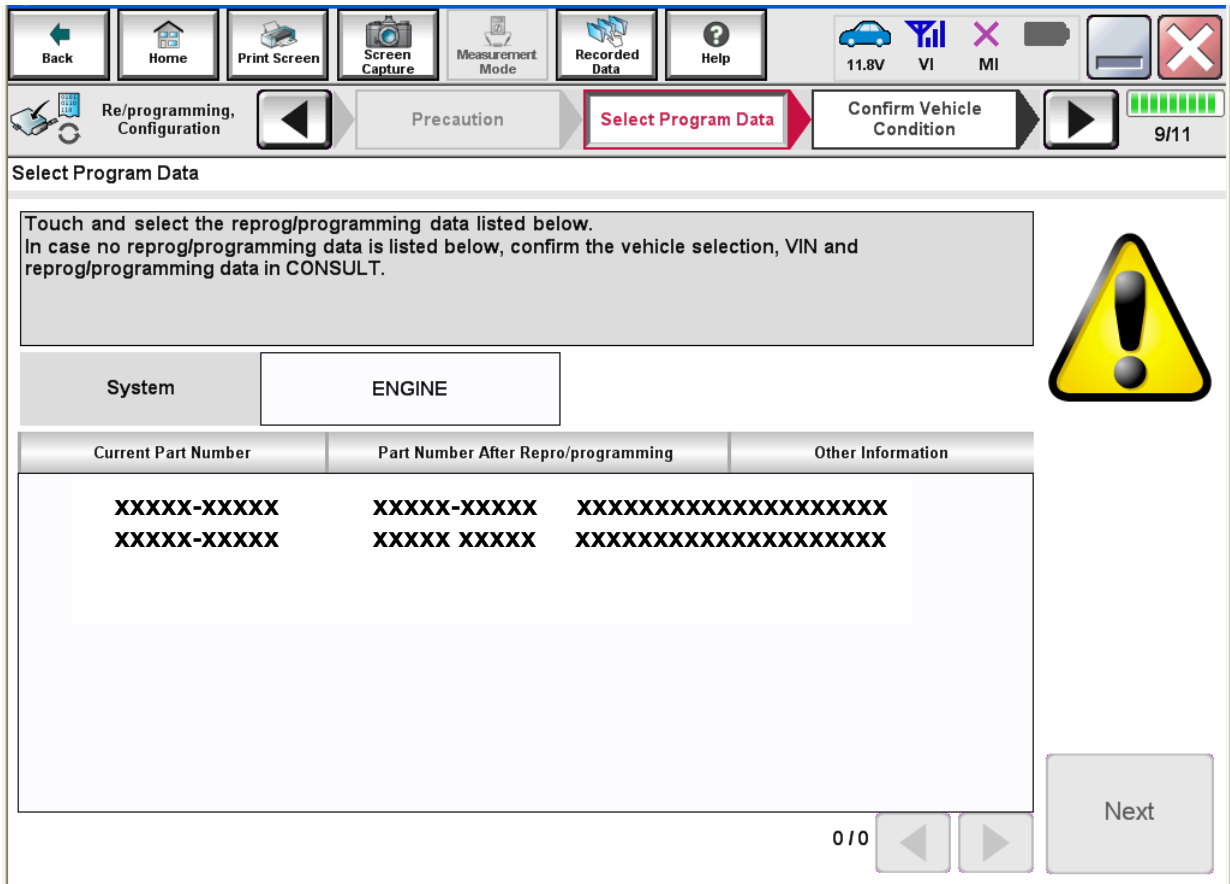 Back
Home
Print Screen
Screen
Capture
Measurement
Mode
Recorded
Data
Help
11.8V
VI
MI
Re/programming,
Configuration
Precaution
Select Program Data
Confirm Vehicle
Condition
9/11
Select Program Data
Touch and select the reprog/programming data listed below.
In case no reprog/programming data is listed below, confirm the vehicle selection, VIN and
reprog/programming data in CONSULT.
System
ENGINE
Current Part Number
Part Number After Repro/programming
Other Information
XXXXX-XXXXX XXXXX-XXXXX XXXXXXXXXXXXXXXXXXXX
XXXXX-XXXXX XXXXX XXXXX XXXXXXXXXXXXXXXXXXXX
Next
0 / 0